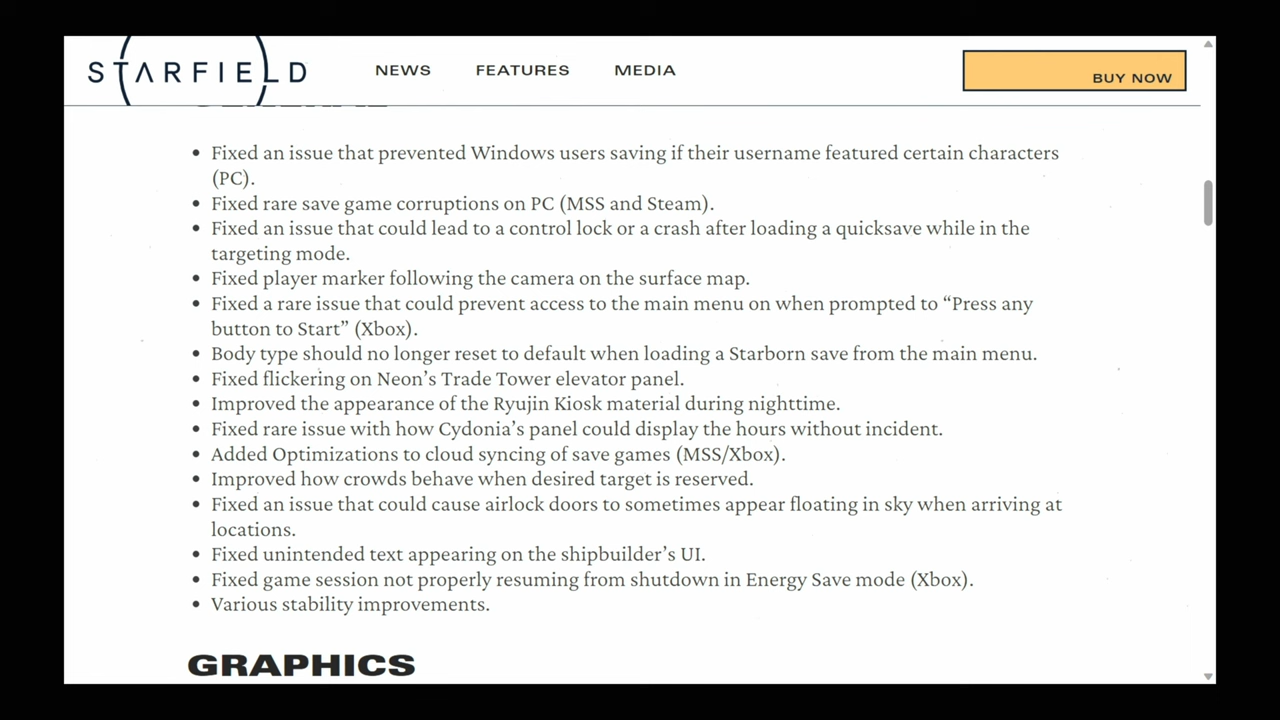 STARFIELD
NEWS
FEATURES
MEDIA
BUY NOW
• Fixed an issue that prevented Windows users saving if their username featured certain characters
(PC).
• Fixed rare save game corruptions on PC (MSS and Steam).
• Fixed an issue that could lead to a control lock or a crash after loading a quicksave while in the
targeting mode.
• Fixed player marker following the camera on the surface map.
• Fixed a rare issue that could prevent access to the main menu on when prompted to “Press any
button to Start” (Xbox).
• Body type should no longer reset to default when loading a Starborn save from the main menu.
• Fixed flickering on Neon’s Trade Tower elevator panel.
• Improved the appearance of the Ryujin Kiosk material during nighttime.
• Fixed rare issue with how Cydonia’s panel could display the hours without incident.
• Added Optimizations to cloud syncing of save games (MSS/Xbox).
• Improved how crowds behave when desired target is reserved.
• Fixed an issue that could cause airlock doors to sometimes appear floating in sky when arriving at
locations.
• Fixed unintended text appearing on the shipbuilder’s UI.
• Fixed game session not properly resuming from shutdown in Energy Save mode (Xbox).
• Various stability improvements.
GRAPHICS